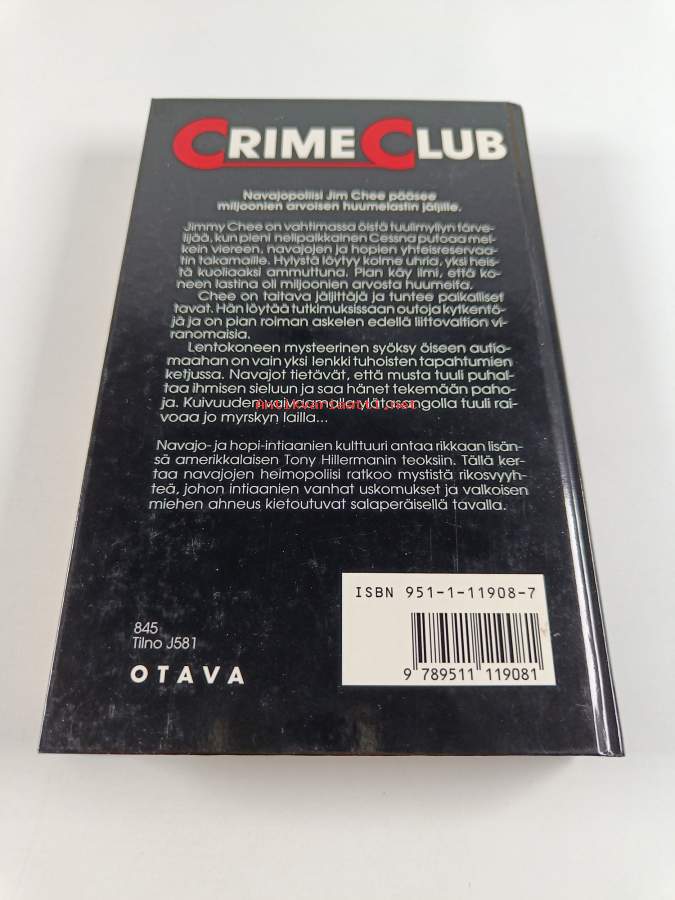 CRIME CLUB
Navajopoliisi Jim Chee pääsee
miljoonien arvoisen huumelastin jäljille.
Jimmy Chee on vahtimassa öistä tuulimyllyn tärve-
lijää, kun pieni nelipaikkainen Cessna putoaa mel-
kein viereen, navajojen ja hopien yhteisreservaa-
tin takamaille. Hylystä löytyy kolme uhria, yksi heis-
tä kuoliaaksi ammuttuna. Pian käy ilmi, että ko-
neen lastina oli miljoonien arvosta huumeita.
Chee on taitava jäljittäjä ja tuntee paikalliset
tavat. Hän löytää tutkimuksissaan outoja kytkentö-
jä ja on pian roiman askelen edellä liittovaltion vi-
ranomaisia.
Lentokoneen mysteerinen syöksy öiseen autio-
maahan on vain yksi lenkki tuhoisten tapahtumien
ketjussa. Navajot tietävät, että musta tuuli puhal-
taa ihmisen sieluun ja saa hänet tekemään paho-
ja. Kuivuuden vaivaamalla ylätasangolla tuuli rai-
voaa jo myrskyn lailla...
Navajo- ja hopi-intiaanien kulttuuri antaa rikkaan lisän-
sä amerikkalaisen Tony Hillermanin teoksiin. Tällä ker-
taa navajojen heimopoliisi ratkoo mystistä rikosvyyh-
teä, johon intiaanien vanhat uskomukset ja valkoisen
miehen ahneus kietoutuvat salaperäisellä tavalla.
ISBN 951-1-11908-7
9 789511 119081
845
Tilno J581
OTAVA